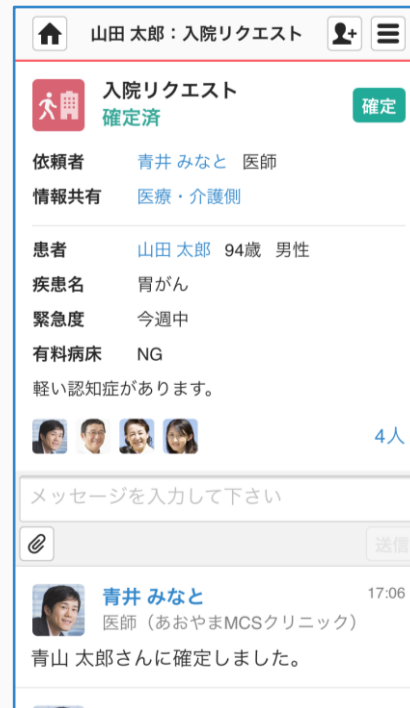 山田 太郎：入院リクエスト
入院リクエスト
確定済
確定
依頼者 青井 みなと 医師
情報共有 医療・介護側
患者 山田 太郎 94歳 男性
疾患名 胃がん
緊急度 今週中
有料病床 NG
軽い認知症があります。
4人
メッセージを入力して下さい
送信
青井 みなと 17:06
医師（あおやまMCSクリニック）
青山 太郎さんに確定しました。